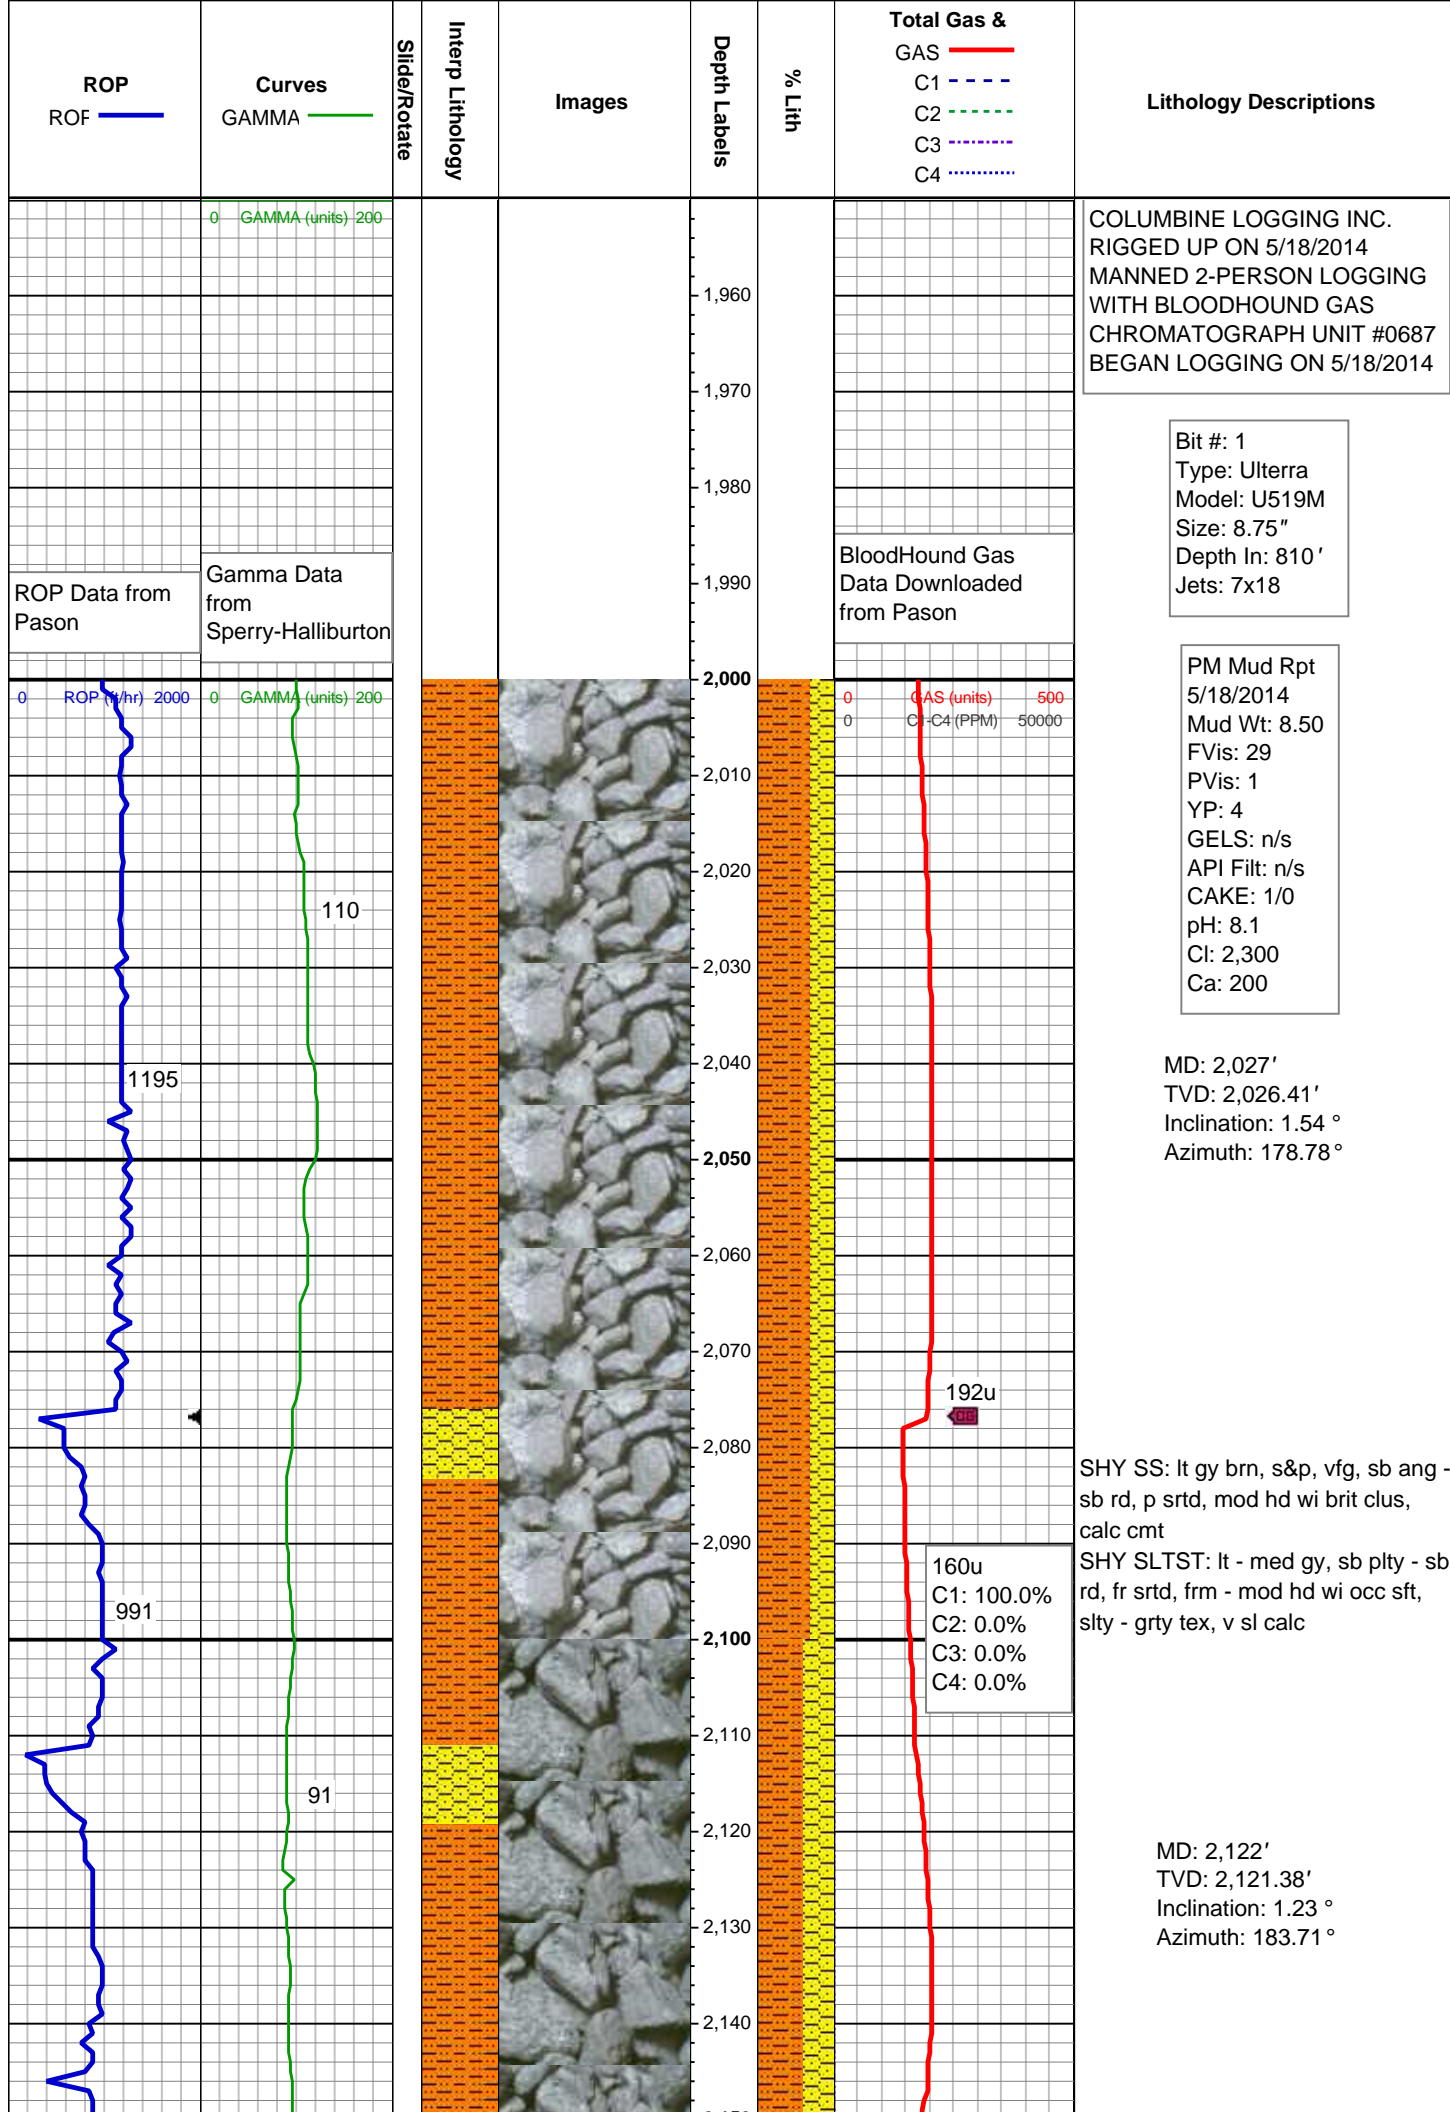 ROP
ROP
Curves
GAMMA
Slide/Rotate
Interp Lithology
Images
Depth Labels
% Lith
Total Gas &
GAS
C1
C2
C3
C4
Lithology Descriptions
0 GAMMA (units) 200
COLUMBINE LOGGING INC.
RIGGED UP ON 5/18/2014
MANNED 2-PERSON LOGGING
WITH BLOODHOUND GAS
CHROMATOGRAPH UNIT #0687
BEGAN LOGGING ON 5/18/2014
1,960
1,970
1,980
1,990
Bit #: 1
Type: Ulterra
Model: U519M
Size: 8.75"
Depth In: 810'
Jets: 7x18
ROP Data from
Pason
Gamma Data
from
Sperry-Halliburton
BloodHound Gas
Data Downloaded
from Pason
PM Mud Rpt
5/18/2014
Mud Wt: 8.50
FVis: 29
PVis: 1
YP: 4
GELS: n/s
API Filt: n/s
CAKE: 1/0
pH: 8.1
Cl: 2,300
Ca: 200
0 ROP (ft/hr) 2000
0 GAMMA (units) 200
2,000
0 GAS (units) 500
0 C1-C4 (PPM) 50000
2,010
2,020
110
2,030
2,040
1195
MD: 2,027'
TVD: 2,026.41'
Inclination: 1.54 °
Azimuth: 178.78°
2,050
2,060
2,070
192u
OG
2,080
SHY SS: lt gy brn, s&p, vfg, sb ang -
sb rd, p srtd, mod hd wi brit clus,
calc cmt
SHY SLTST: lt - med gy, sb plty - sb
rd, fr srtd, frm - mod hd wi occ sft,
slty - grty tex, v sl calc
2,090
160u
C1: 100.0%
C2: 0.0%
C3: 0.0%
C4: 0.0%
991
2,100
2,110
91
2,120
MD: 2,122'
TVD: 2,121.38'
Inclination: 1.23 °
Azimuth: 183.71°
2,130
2,140